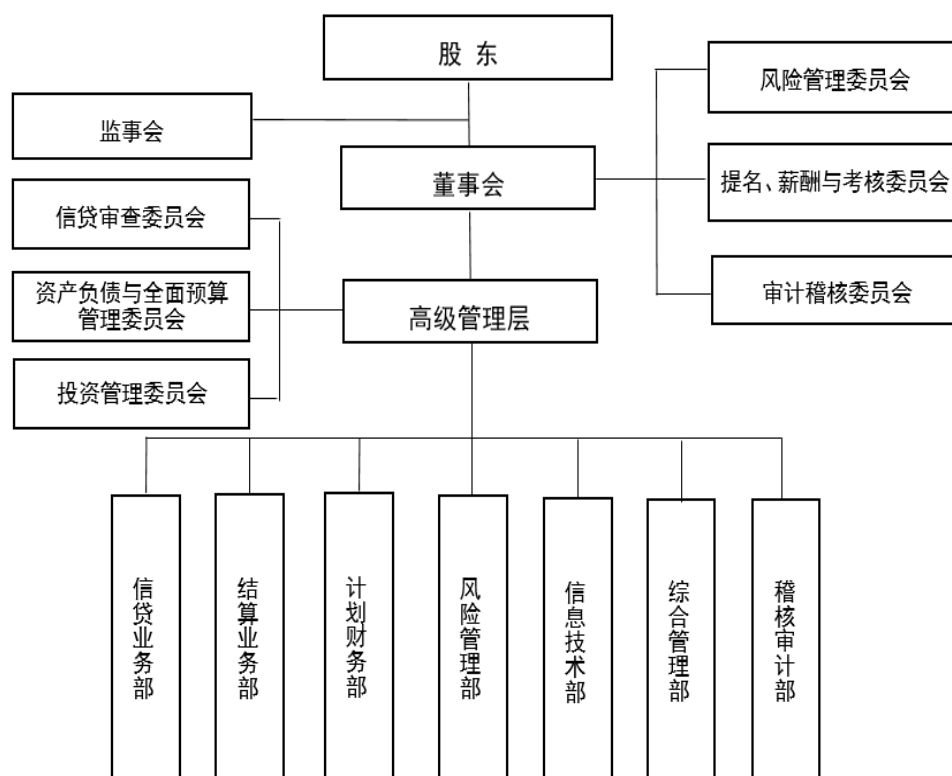 股 东
风险管理委员会
监事会
董事会
提名、薪酬与考核委员会
信贷审查委员会
资产负债与全面预算
管理委员会
高级管理层
审计稽核委员会
投资管理委员会
信贷业务部
结算业务部
计划财务部
风险管理部
信息技术部
综合管理部
稽核审计部